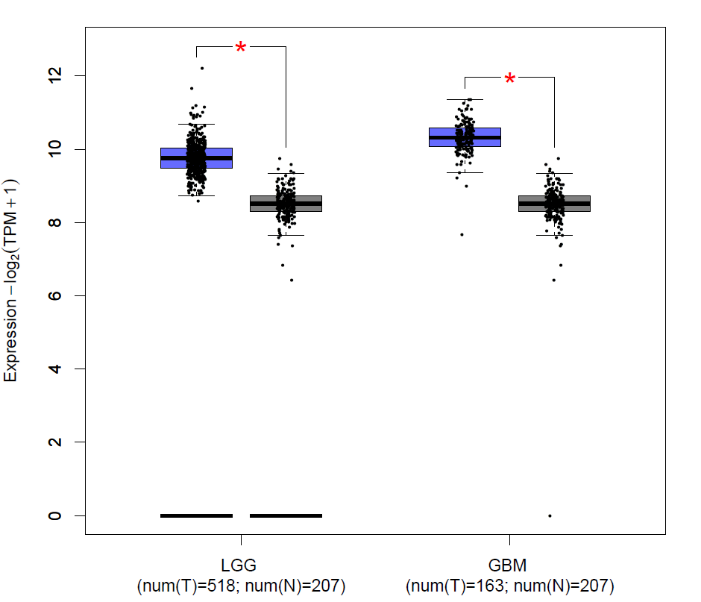 Expression − log₂(TPM + 1)
12
10
8
6
4
2
0
*
*
LGG
(num(T)=518; num(N)=207)
GBM
(num(T)=163; num(N)=207)